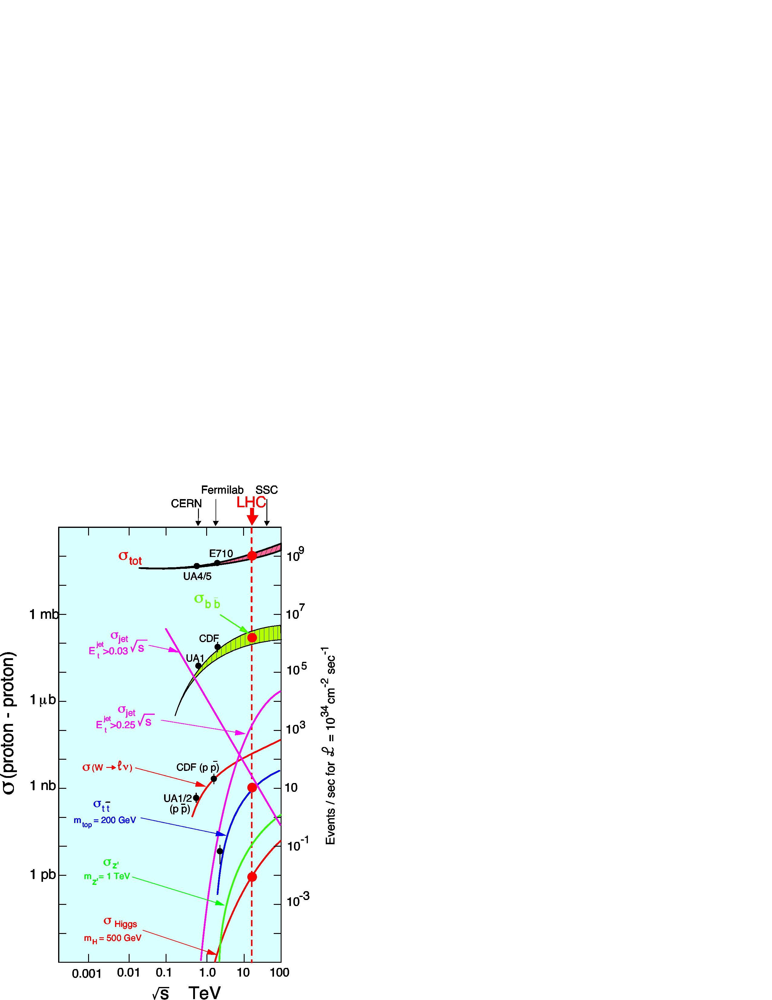 Fermilab SSC
CERN LHC
σtot
E710
UA4/5
10⁹
σb b̄
1 mb
10⁷
σjet
Etjet >0.03 √s
CDF
UA1
10⁵
1 μb
σjet
Etjet >0.25 √s
10³
σ(W → ℓν)
CDF (p p̄)
1 nb
10
UA1/2
(p p̄)
σt t̄
mtop = 200 GeV
10⁻¹
σz'
1 pb
mz' = 1 TeV
10⁻³
σ Higgs
mH = 500 GeV
0.001 0.01 0.1 1.0 10 100
√s TeV
σ (proton - proton)
Events / sec for ℒ = 10³⁴ cm⁻² sec⁻¹